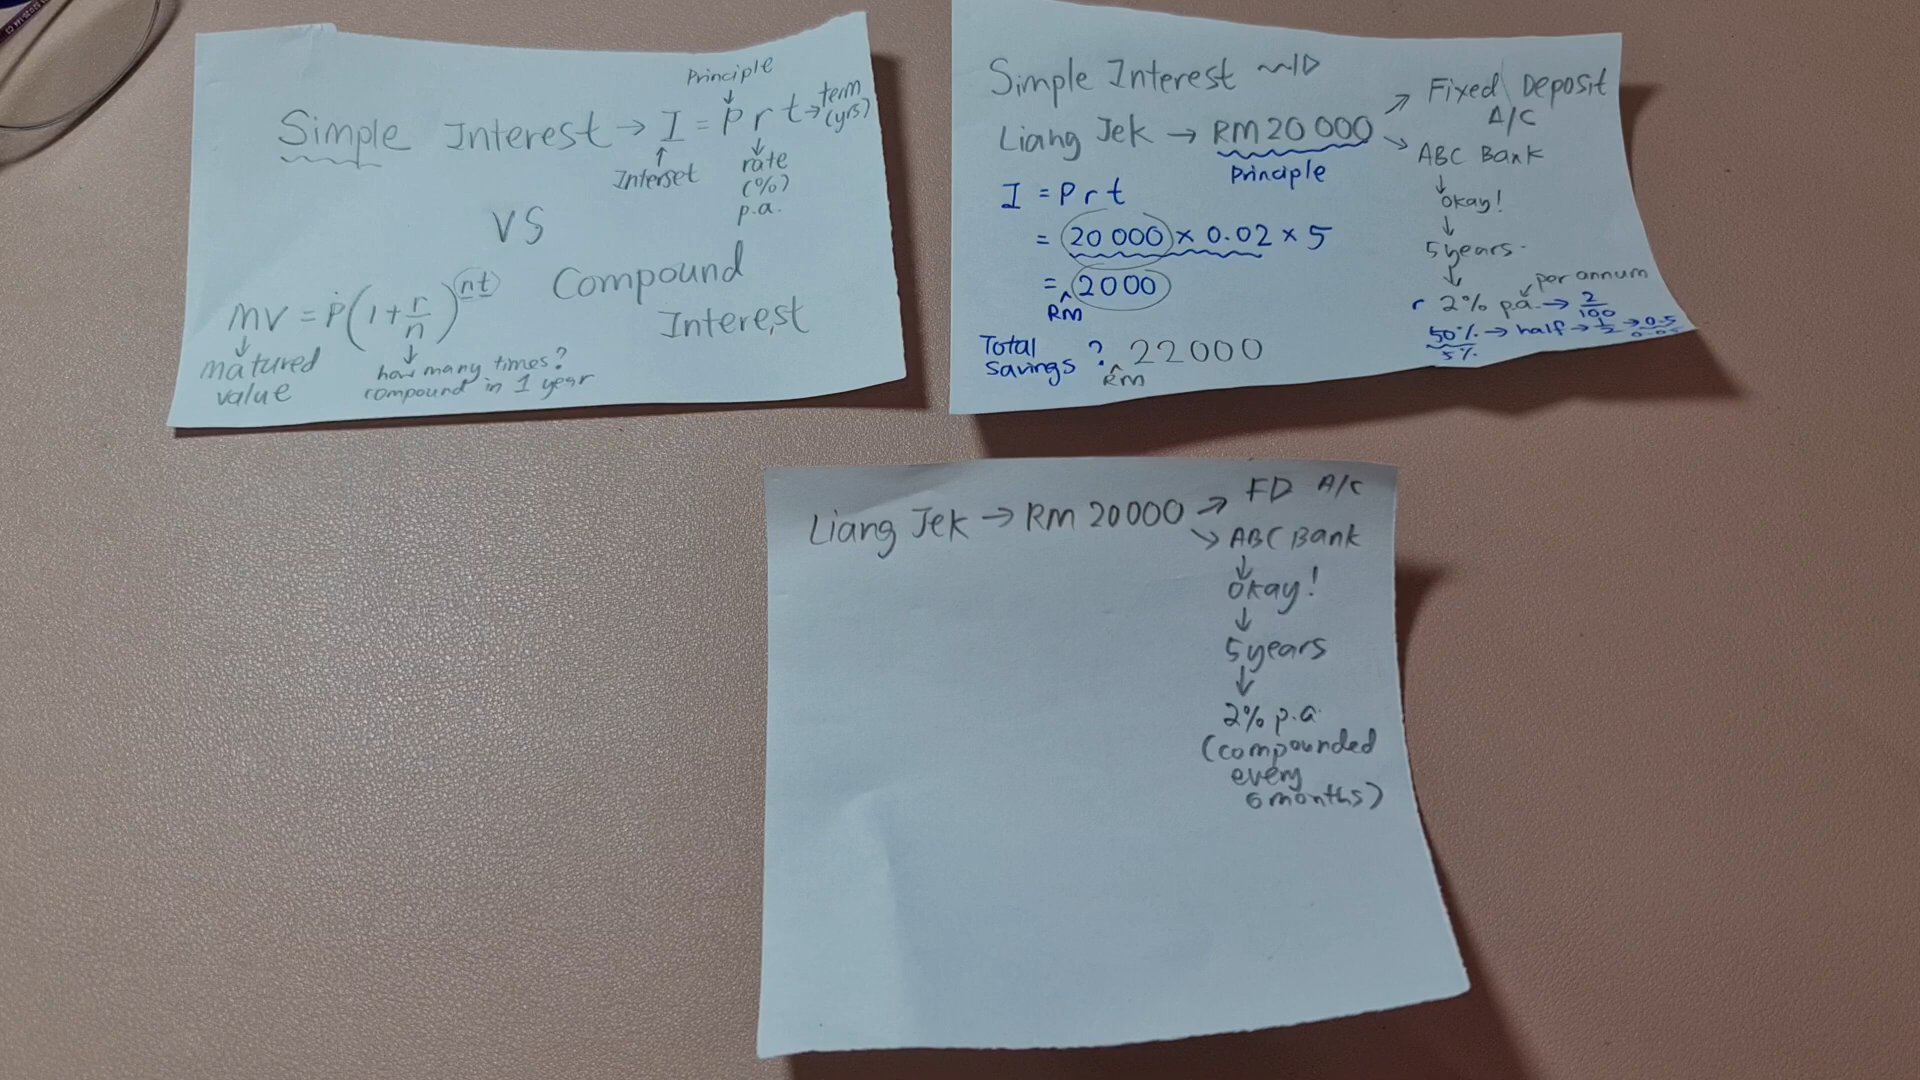 Principle
Simple Interest → I = P r t → term (yrs)
Interset
rate
(%)
p.a.
VS
Compound
Interest
MV = P(1+r/n)^nt
matured
value
how many times?
compound in 1 year
Simple Interest
Liang Jek → RM 20 000
Principle
Fixed Deposit
A/C
ABC Bank
↓
okay!
↓
5 years
↓
per annum
r 2% p.a. → 2/100
50% → half → 1/2 → 0.5
5%
I = P r t
= 20 000 × 0.02 × 5
= 2000
RM
Total
savings ? 22000
RM
Liang Jek → RM 20000 → FD A/C
ABC Bank
↓
okay!
↓
5 years
↓
2% p.a.
(compounded
every
6 months)